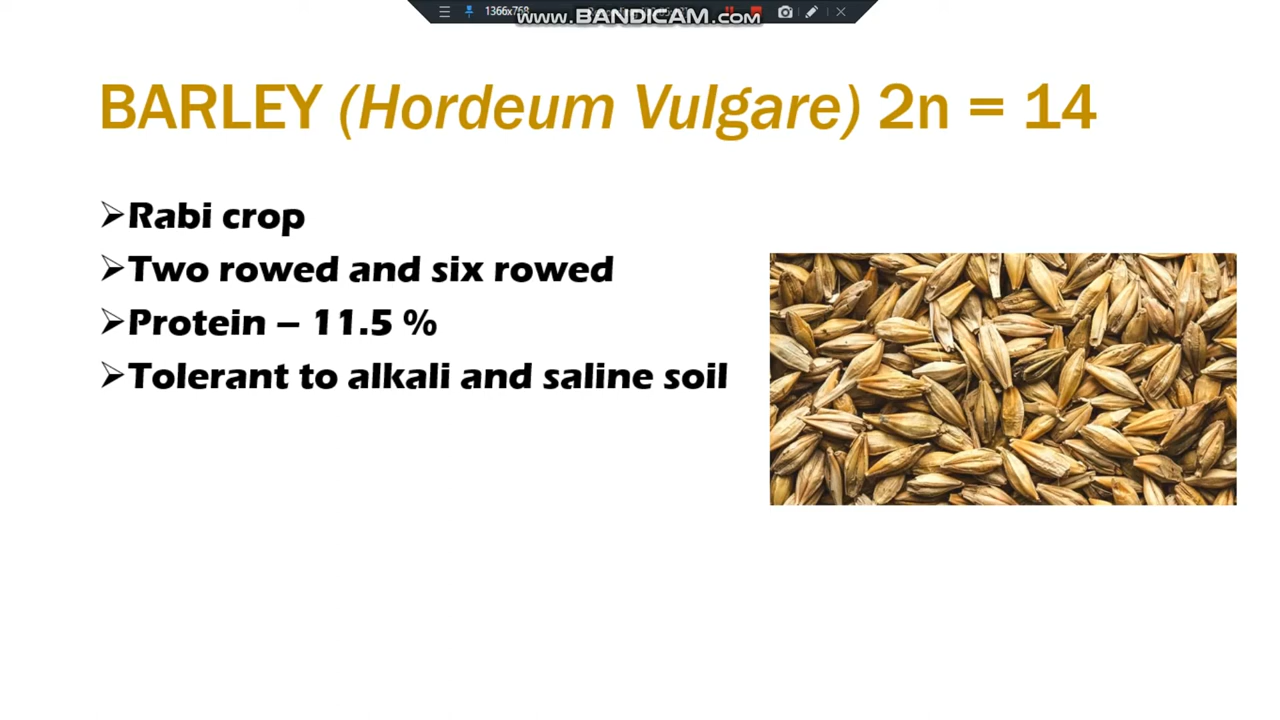 1366x768
www.BANDICAM.com
BARLEY (Hordeum Vulgare) 2n = 14
➢Rabi crop
➢Two rowed and six rowed
➢Protein – 11.5 %
➢Tolerant to alkali and saline soil